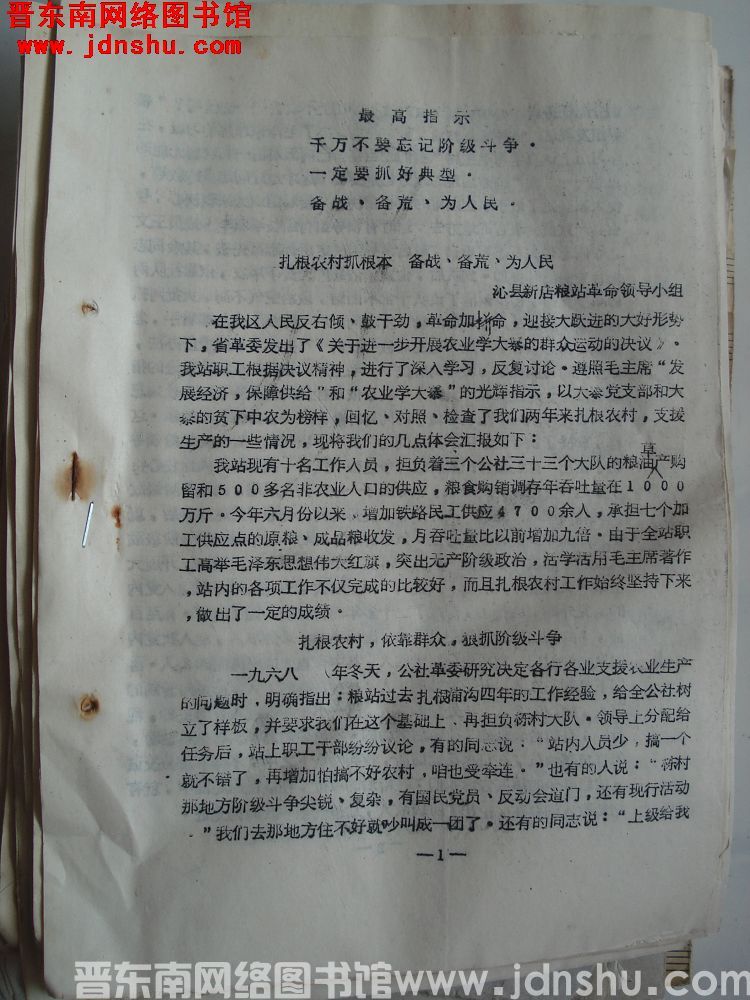 晋东南网络图书馆
www.jdnshu.com
最高指示
千万不要忘记阶级斗争。
一定要抓好典型。
备战、备荒、为人民。
扎根农村抓根本 备战、备荒、为人民
沁县新店粮站革命领导小组
在我区人民反右倾、鼓干劲,革命加拼命,迎接大跃进的大好形势
下,省革委发出了《关于进一步开展农业学大寨的群众运动的决议》。
我站职工根据决议精神,进行了深入学习,反复讨论。遵照毛主席“发
展经济,保障供给”和“农业学大寨”的光辉指示,以大寨党支部和大
寨的贫下中农为榜样,回忆、对照、检查了我们两年来扎根农村,支援
生产的一些情况,现将我们的几点体会汇报如下:
我站现有十名工作人员,担负着三个公社三十三个大队的粮油草产购
留和500多名非农业人口的供应,粮食购销调存年吞吐量在1000
万斤。今年六月份以来,增加铁路民工供应4700余人,承担七个加
工供应点的原粮、成品粮收发,月吞吐量比以前增加九倍。由于全站职
工高举毛泽东思想伟大红旗,突出无产阶级政治,活学活用毛主席著作
,站内的各项工作不仅完成的比较好,而且扎根农村工作始终坚持下来
,做出了一定的成绩。
扎根农村,依靠群众,狠抓阶级斗争
一九六八 年冬天,公社革委研究决定各行各业支援农业生产
的问题时,明确指出:粮站过去扎根 沟四年的工作经验,给全公社树
立了样板,并要求我们在这个基础上、再担负 村大队。领导上分配给
任务后,站上职工干部纷纷议论,有的同志说:“站内人员少,搞一个
就不错了,再增加怕搞不好农村,咱也受牵连。”也有的人说:“ 村
那地方阶级斗争尖锐、复杂,有国民党员、反动会道门,还有现行活动
。”我们去那地方住不好就吵叫成一团了。还有的同志说:“上级给我
—1—
晋东南网络图书馆www.jdnshu.com